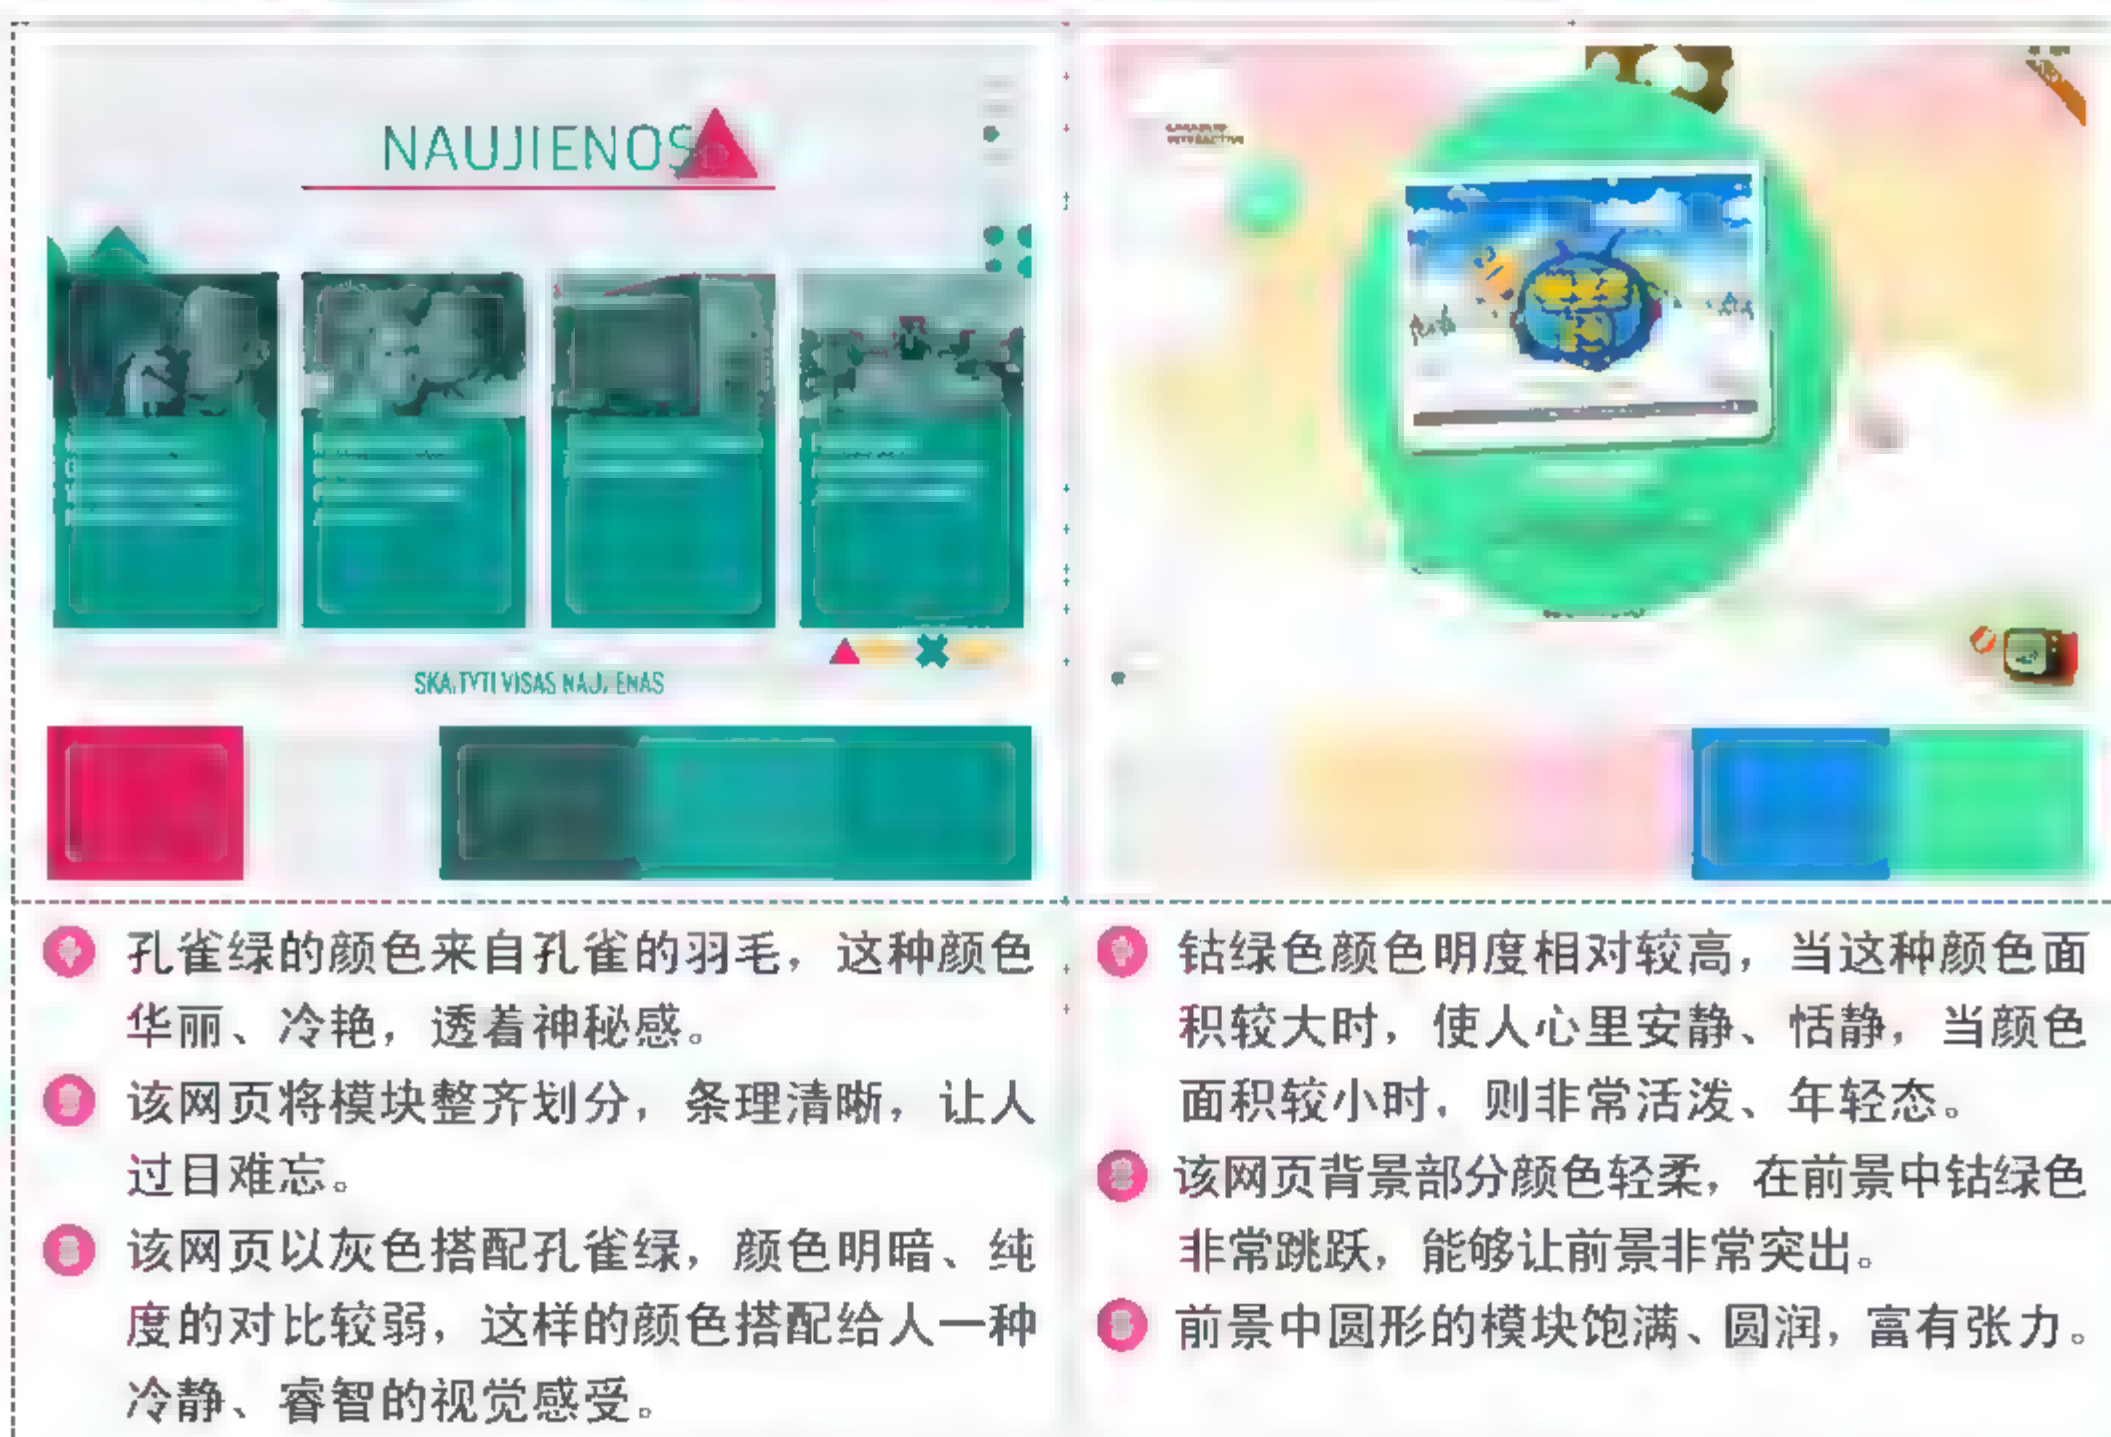 NAUJIENOS
SKAITYTI VISAS NAUJIENAS
孔雀绿的颜色来自孔雀的羽毛，这种颜色
华丽、冷艳，透着神秘感。
该网页将模块整齐划分，条理清晰，让人
过目难忘。
该网页以灰色搭配孔雀绿，颜色明暗、纯
度的对比较弱，这样的颜色搭配给人一种
冷静、睿智的视觉感受。
钴绿色颜色明度相对较高，当这种颜色面
积较大时，使人心里安静、恬静，当颜色
面积较小时，则非常活泼、年轻态。
该网页背景部分颜色轻柔，在前景中钴绿色
非常跳跃，能够让前景非常突出。
前景中圆形的模块饱满、圆润，富有张力。